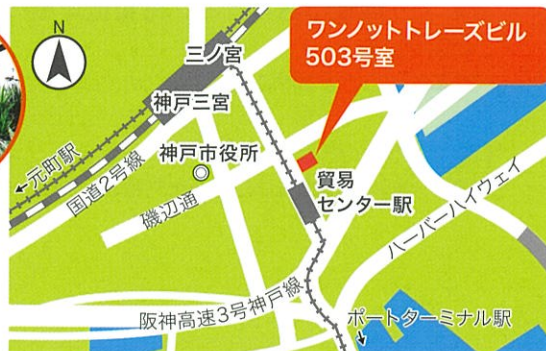 N
ワンノットトレーズビル
503号室
三ノ宮
神戸三宮
神戸市役所
←元町駅
国道2号線
磯辺通
貿易
センター駅
ハーバーハイウェイ
阪神高速3号神戸線
ポートターミナル駅
↓